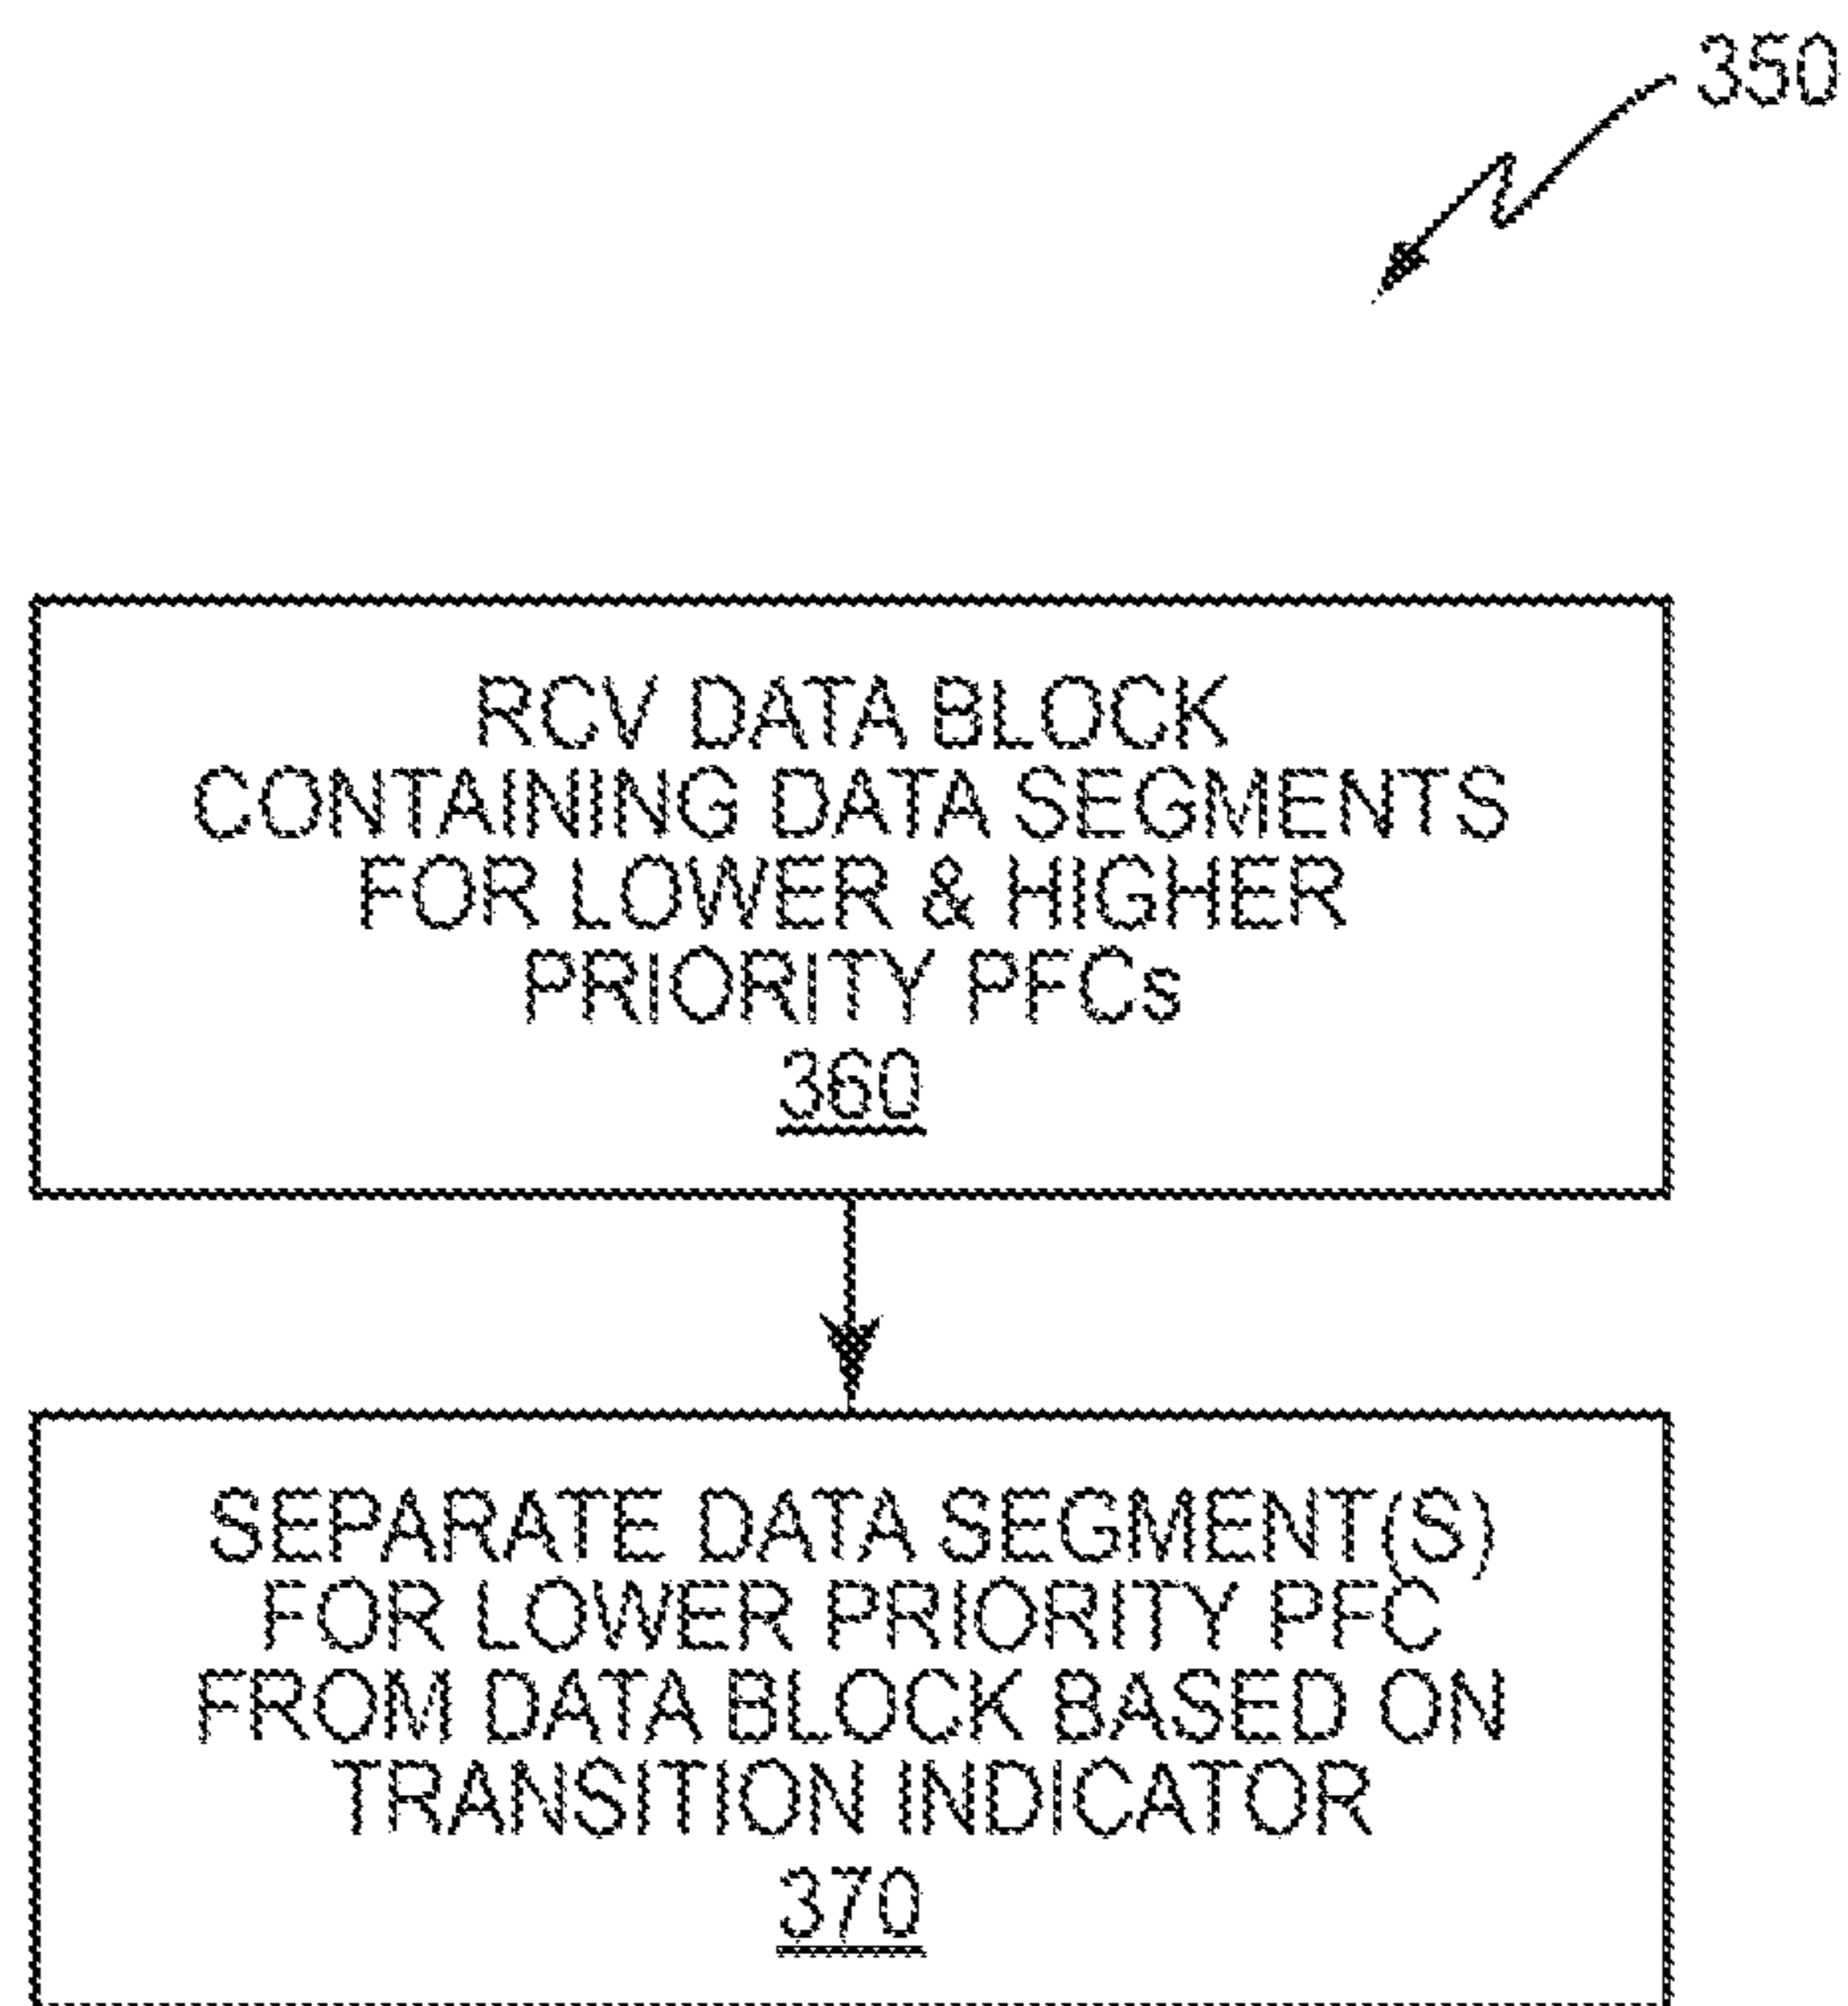 350
RCV DATA BLOCK
CONTAINING DATA SEGMENTS
FOR LOWER & HIGHER
PRIORITY PFCs
360
SEPARATE DATA SEGMENT(S)
FOR LOWER PRIORITY PFC
FROM DATA BLOCK BASED ON
TRANSITION INDICATOR
370